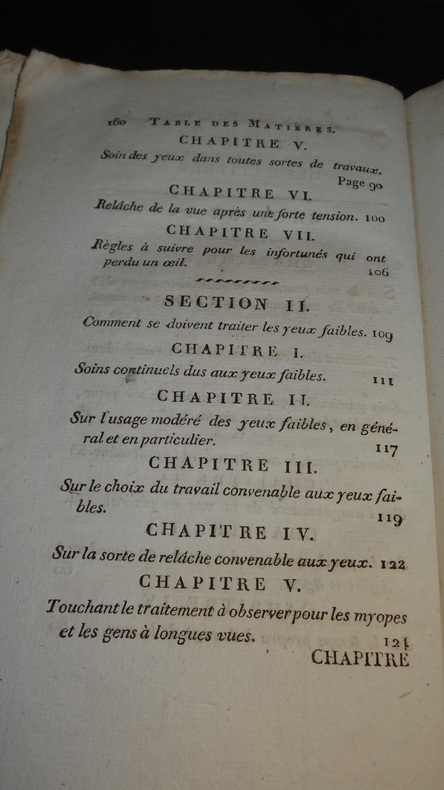 160 TABLE DES MATIÈRES.
CHAPITRE V.
Soin des yeux dans toutes sortes de travaux.
Page 90
CHAPITRE VI.
Relâche de la vue après une forte tension. 100
CHAPITRE VII.
Règles à suivre pour les infortunés qui ont
perdu un œil. 106
SECTION II.
Comment se doivent traiter les yeux faibles. 109
CHAPITRE I.
Soins continuels dus aux yeux faibles. 111
CHAPITRE II.
Sur l'usage modéré des yeux faibles, en géné-
ral et en particulier. 117
CHAPITRE III.
Sur le choix du travail convenable aux yeux fai-
bles. 119
CHAPITRE IV.
Sur la sorte de relâche convenable aux yeux. 122
CHAPITRE V.
Touchant le traitement à observer pour les myopes
et les gens à longues vues.
CHAPITRE